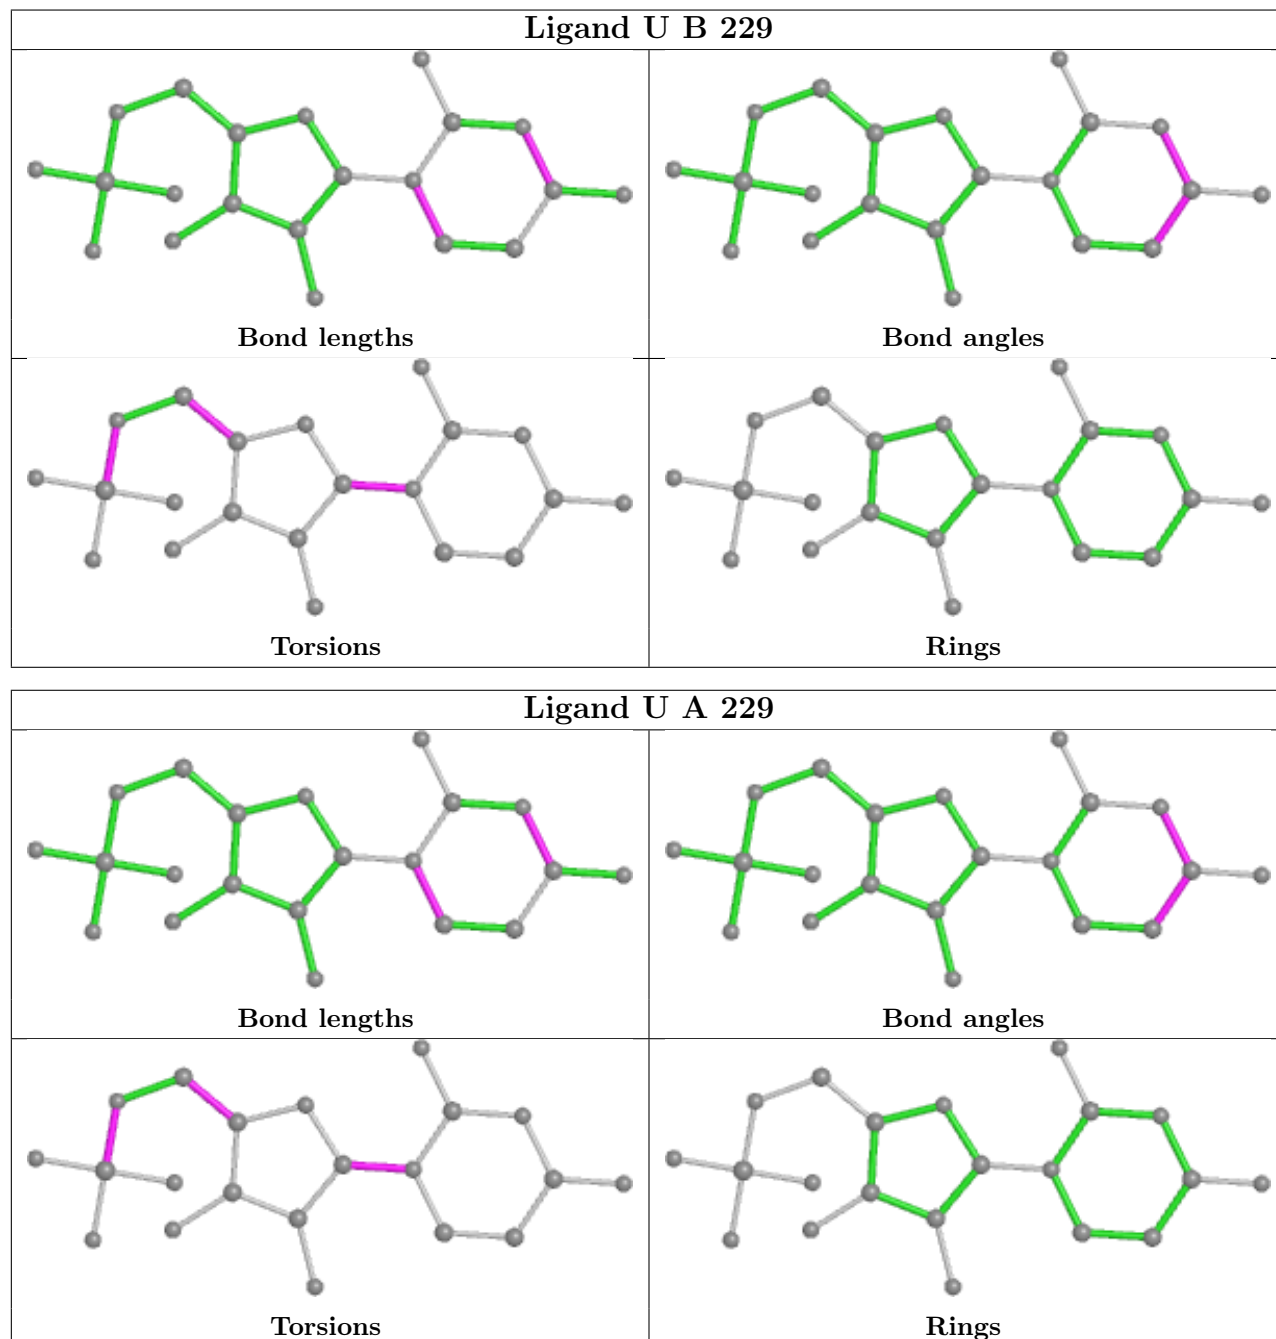 Ligand U B 229
Bond lengths
Bond angles
Torsions
Rings
Ligand U A 229
Bond lengths
Bond angles
Torsions
Rings